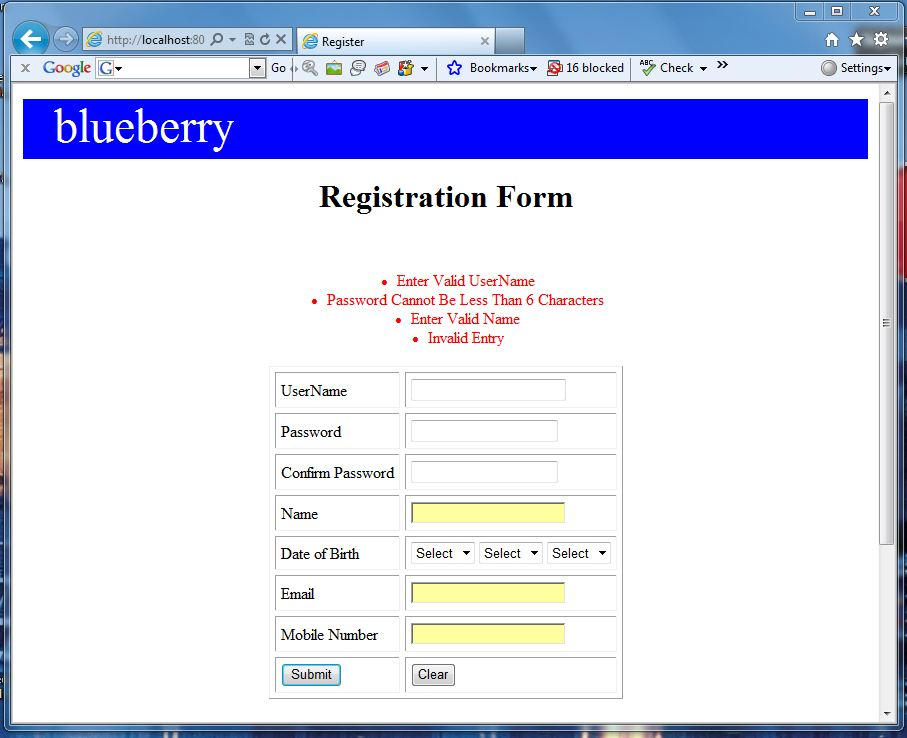 http://localhost:80
Register
Google
G
Go
Bookmarks
16 blocked
ABC
Check
»
Settings
blueberry
Registration Form
• Enter Valid UserName
• Password Cannot Be Less Than 6 Characters
• Enter Valid Name
• Invalid Entry
UserName
Password
Confirm Password
Name
Date of Birth Select Select Select
Email
Mobile Number
Submit Clear